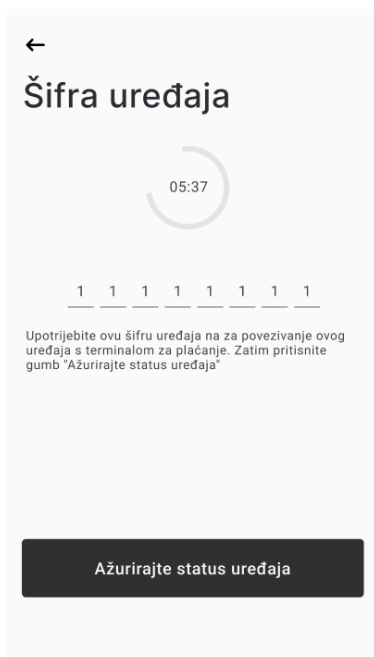 Šifra uređaja
05:37
1 1 1 1 1 1 1 1
Upotrijebite ovu šifru uređaja na za povezivanje ovog
uređaja s terminalom za plaćanje. Zatim pritisnite
gumb "Ažurirajte status uređaja"
Ažurirajte status uređaja